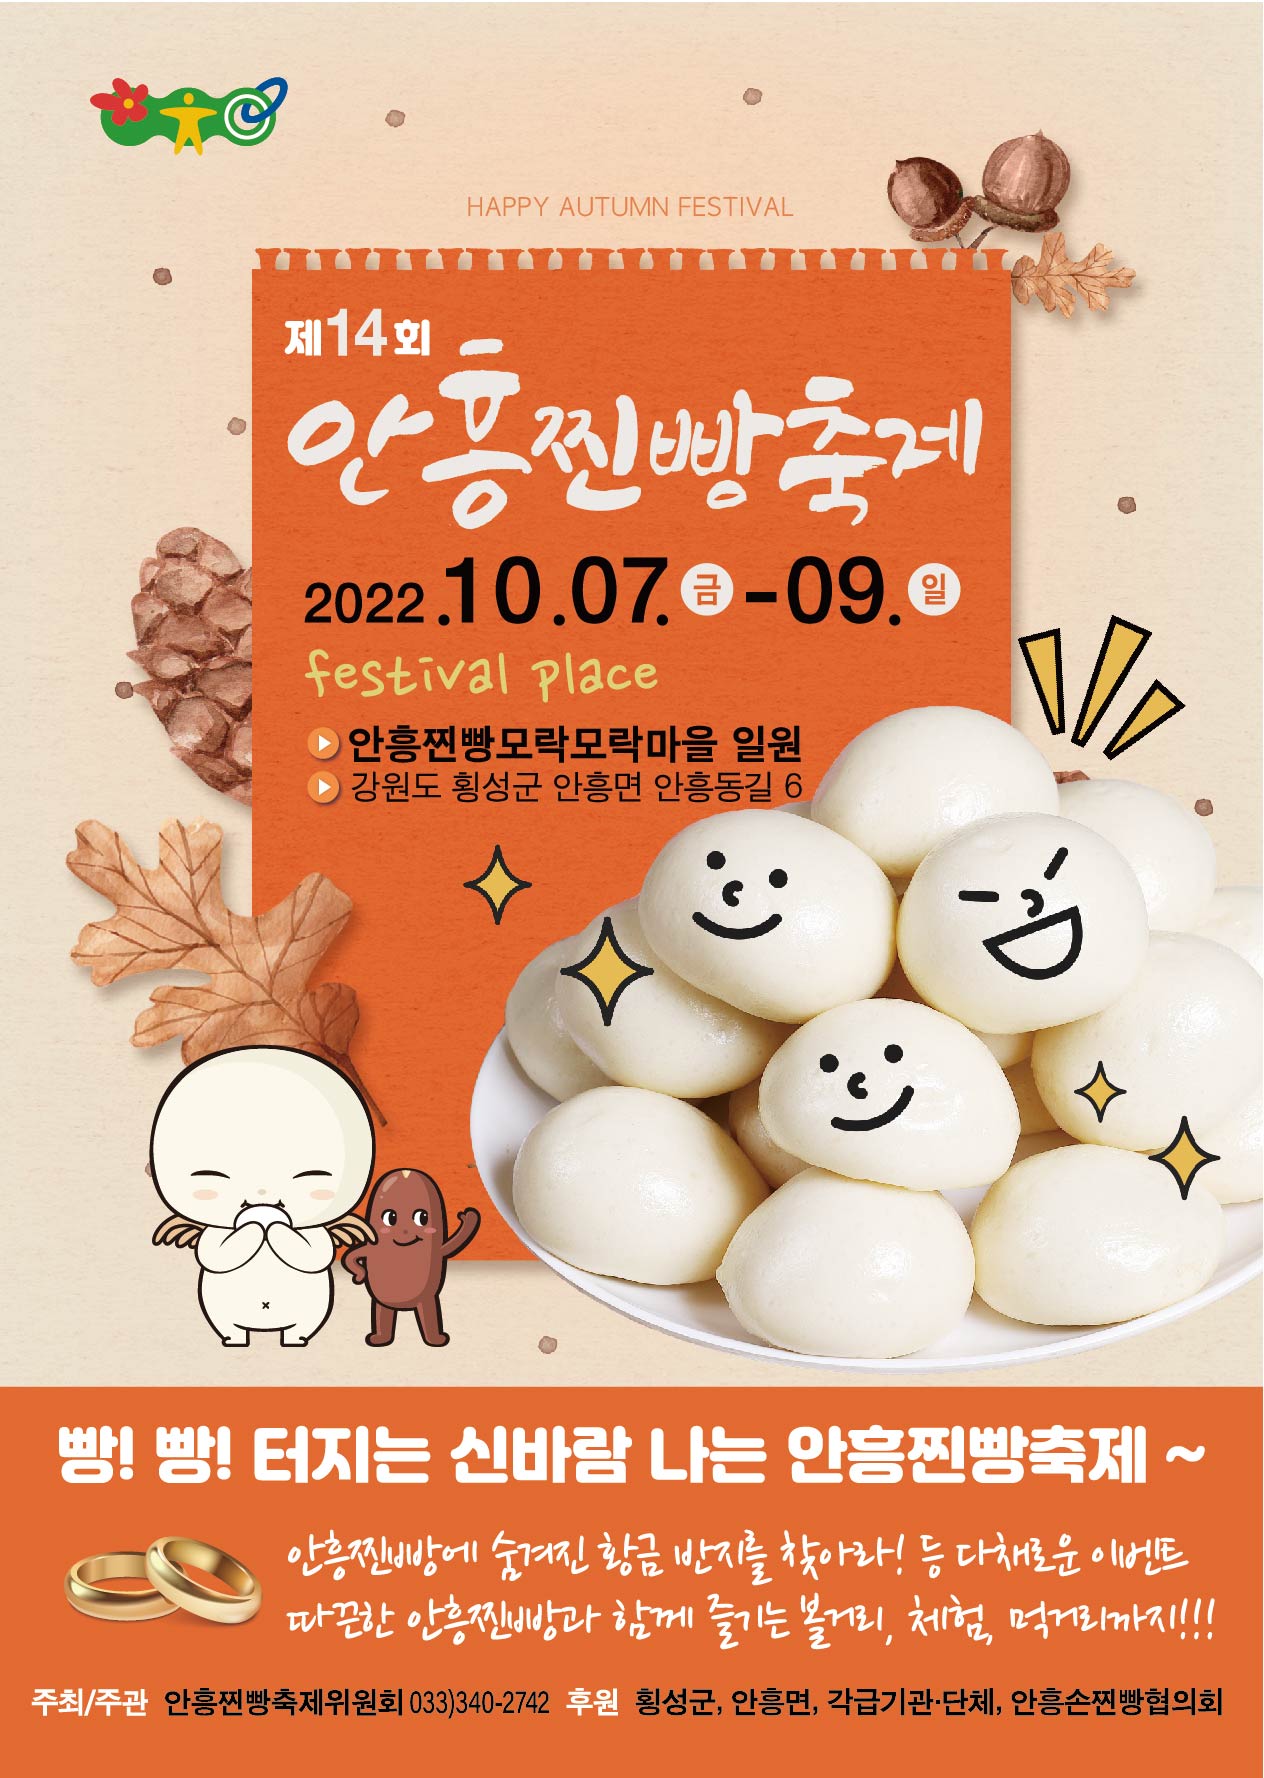 HAPPY AUTUMN FESTIVAL
제14회
안흥찐빵축제
2022.10.07.금-09.일
festival place
안흥찐빵모락모락마을 일원
강원도 횡성군 안흥면 안흥동길 6
빵! 빵! 터지는 신바람 나는 안흥찐빵축제 ~
안흥찐빵에 숨겨진 황금 반지를 찾아라! 등 다채로운 이벤트
따끈한 안흥찐빵과 함께 즐기는 볼거리, 체험, 먹거리까지!!!
주최/주관 안흥찐빵축제위원회 033)340-2742 후원 횡성군, 안흥면, 각급기관·단체, 안흥손찐빵협의회